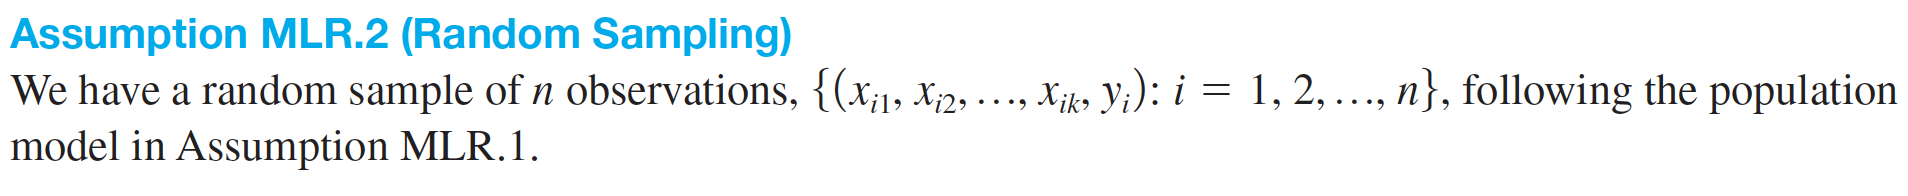 Assumption MLR.2 (Random Sampling)
We have a random sample of n observations, {(xᵢ₁, xᵢ₂, …, xᵢₖ, yᵢ): i = 1, 2, …, n}, following the population
model in Assumption MLR.1.